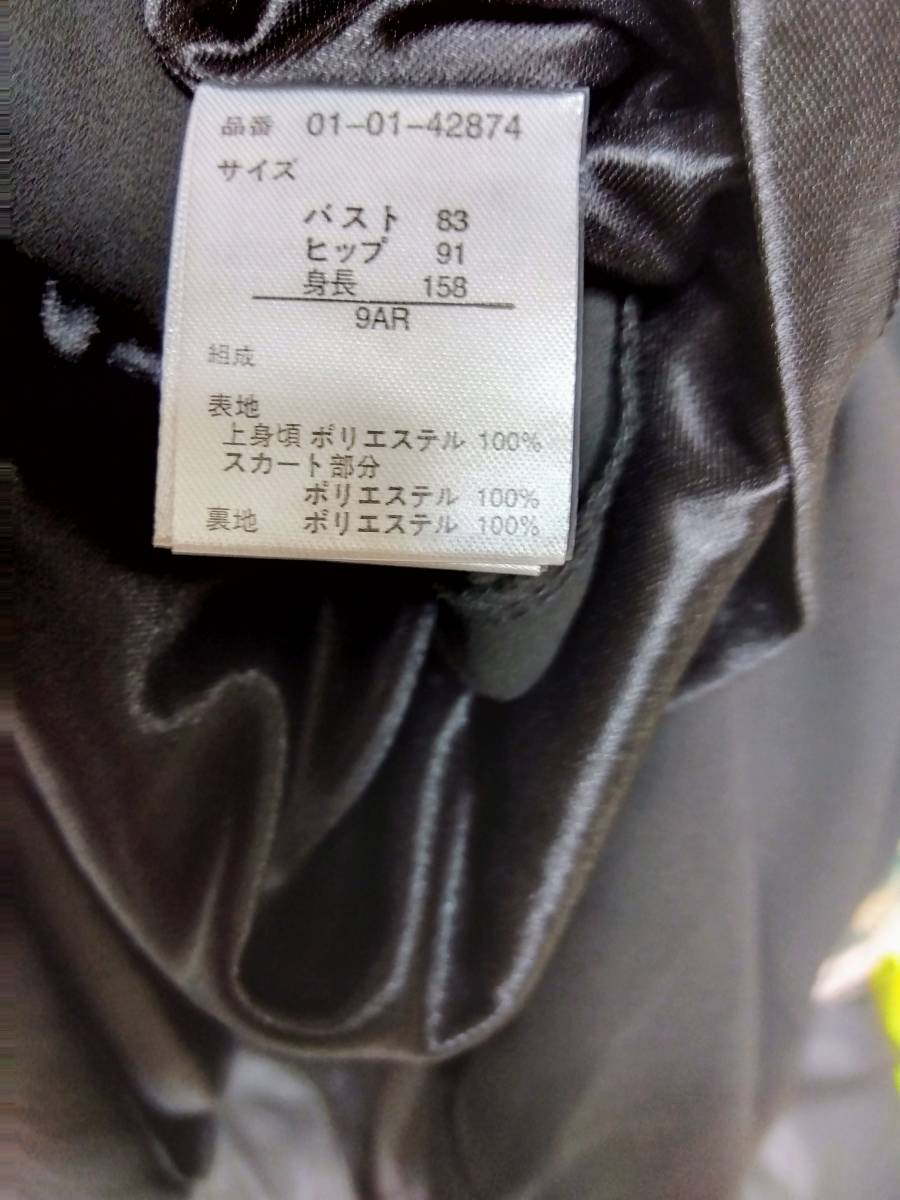 品番 01-01-42874
サイズ
バスト 83
ヒップ 91
身長 158
9AR
組成
表地
上身頃 ポリエステル 100%
スカート部分
ポリエステル 100%
裏地 ポリエステル 100%